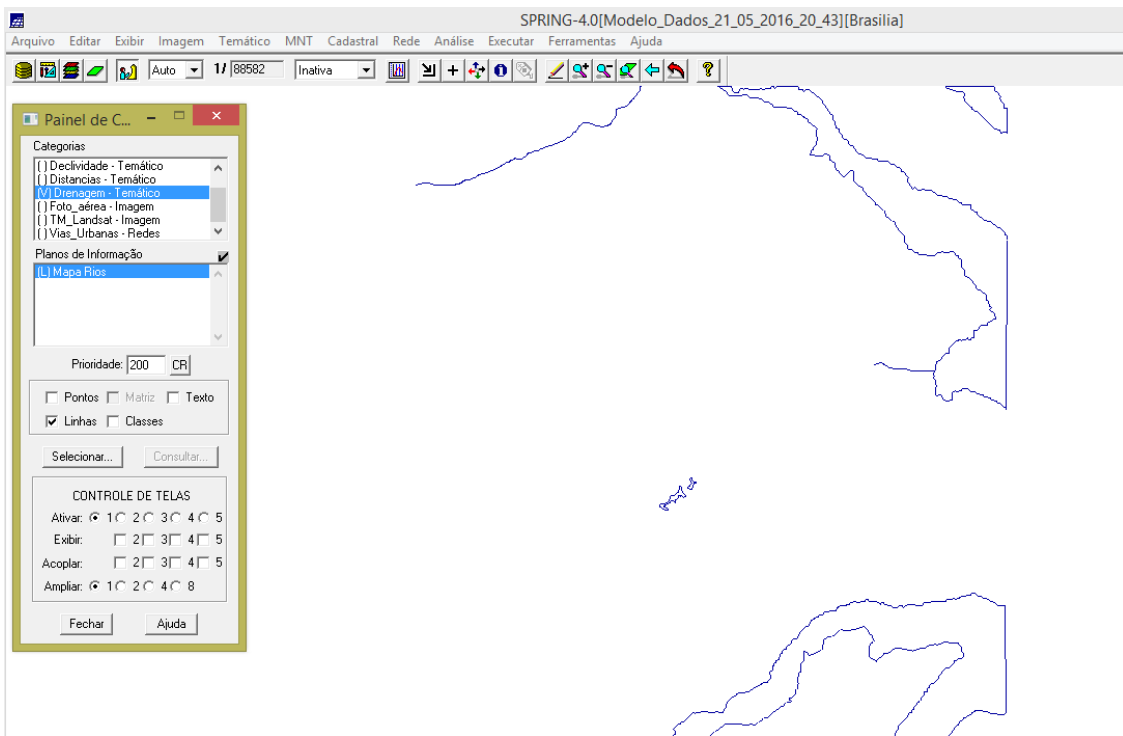 SPRING-4.0[Modelo_Dados_21_05_2016_20_43][Brasilia]
Arquivo Editar Exibir Imagem Temático MNT Cadastral Rede Análise Executar Ferramentas Ajuda
Auto 1/ 88582 Inativa
Painel de C...
Categorias
( ) Declividade - Temático
( ) Distancias - Temático
(V) Drenagem - Temático
( ) Foto_aérea - Imagem
( ) TM_Landsat - Imagem
( ) Vias_Urbanas - Redes
Planos de Informação
(L) Mapa Rios
Prioridade: 200 CR
Pontos Matriz Texto
Linhas Classes
Selecionar... Consultar...
CONTROLE DE TELAS
Ativar: 1 2 3 4 5
Exibir: 2 3 4 5
Acoplar: 2 3 4 5
Ampliar: 1 2 4 8
Fechar Ajuda